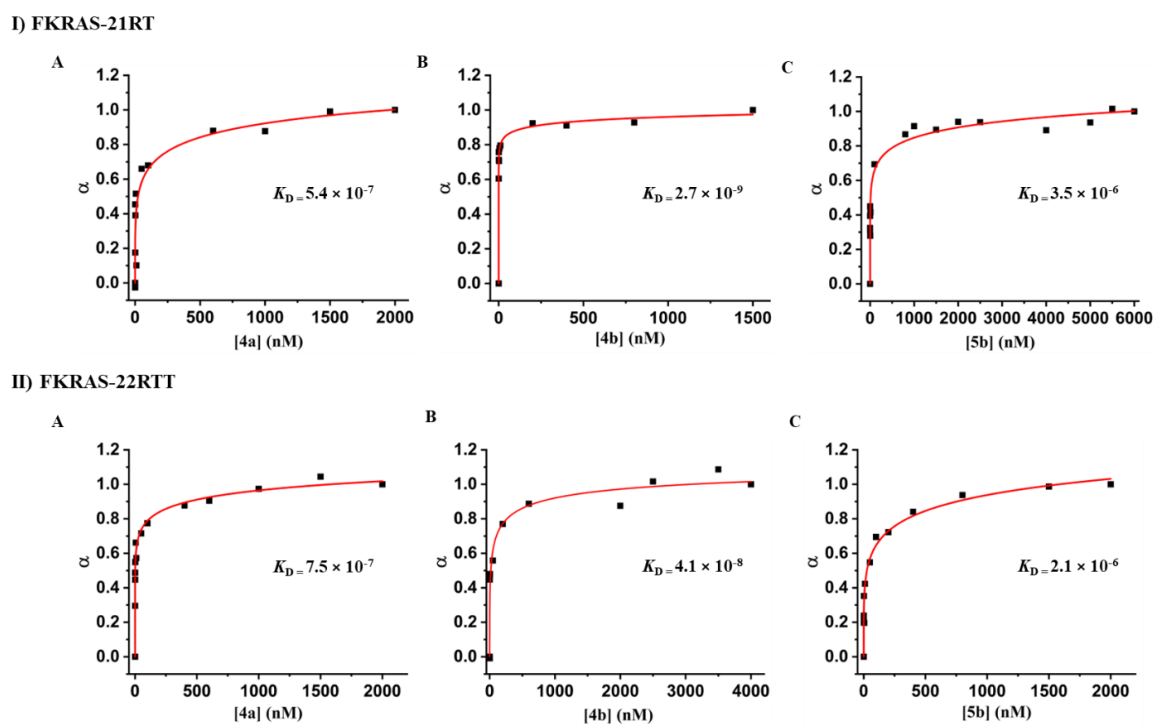 I) FKRAS-21RT
A
B
C
1.2
1.0
0.8
0.6
0.4
0.2
0.0
α
K_D = 5.4 × 10⁻⁷
0 500 1000 1500 2000
[4a] (nM)
1.2
1.0
0.8
0.6
0.4
0.2
0.0
α
K_D = 2.7 × 10⁻⁹
0 500 1000 1500
[4b] (nM)
1.2
1.0
0.8
0.6
0.4
0.2
0.0
α
K_D = 3.5 × 10⁻⁶
0 1000 2000 3000 4000 5000 6000
[5b] (nM)
II) FKRAS-22RTT
A
B
C
1.2
1.0
0.8
0.6
0.4
0.2
0.0
α
K_D = 7.5 × 10⁻⁷
0 500 1000 1500 2000
[4a] (nM)
1.2
1.0
0.8
0.6
0.4
0.2
0.0
α
K_D = 4.1 × 10⁻⁸
0 1000 2000 3000 4000
[4b] (nM)
1.2
1.0
0.8
0.6
0.4
0.2
0.0
α
K_D = 2.1 × 10⁻⁶
0 500 1000 1500 2000
[5b] (nM)